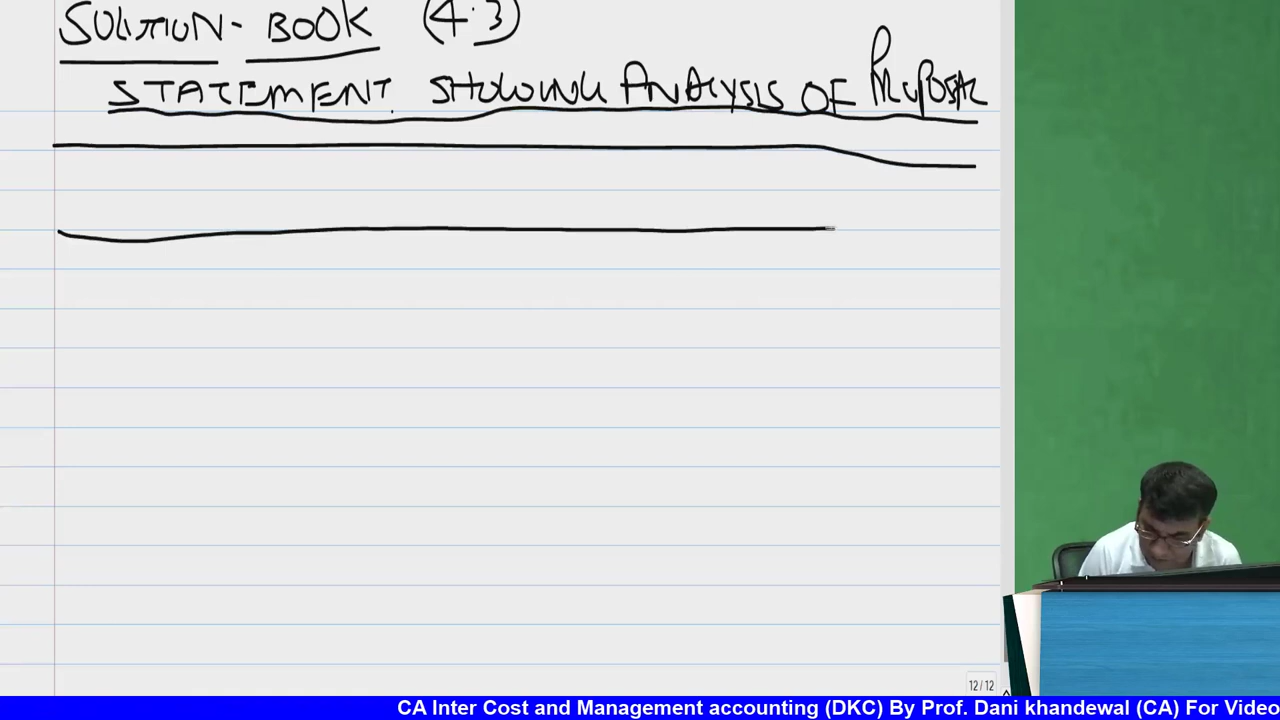 SOLUTION - BOOK (4.3)
STATEMENT SHOWING ANALYSIS OF PROPOSAL
12/12
CA Inter Cost and Management accounting (DKC) By Prof. Dani khandewal (CA) For Video